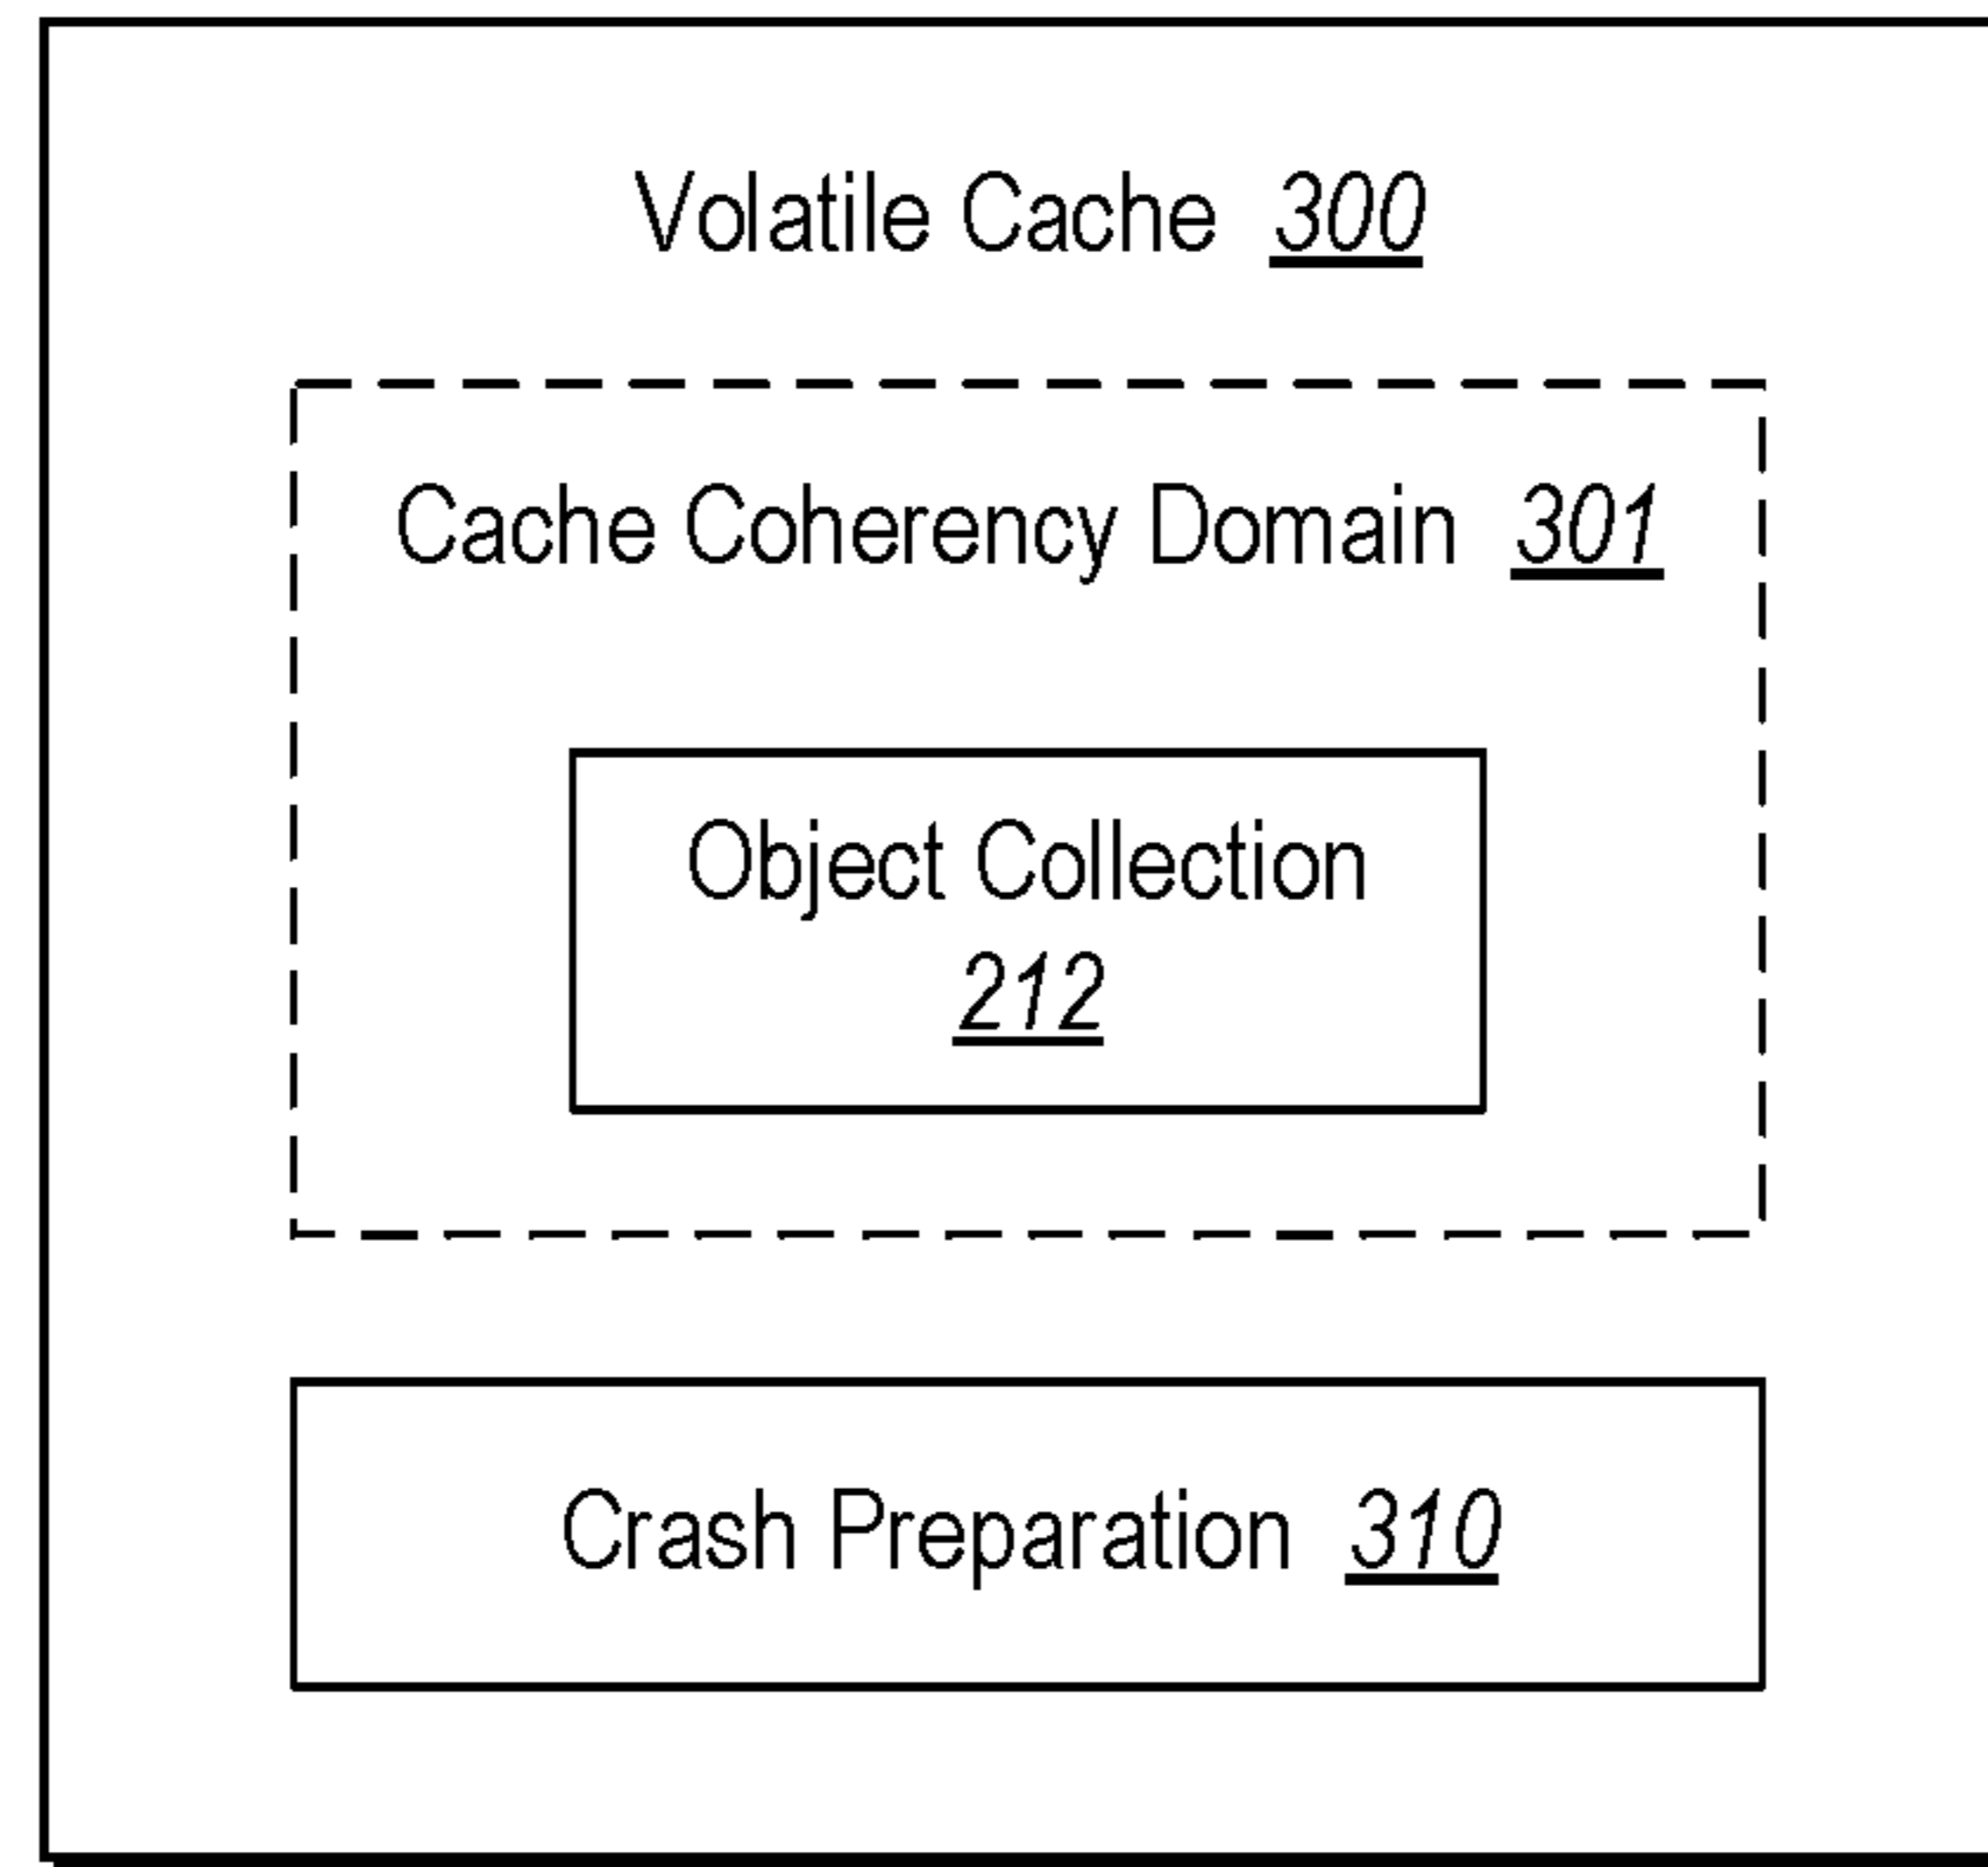 Volatile Cache 300
Cache Coherency Domain 301
Object Collection
212
Crash Preparation 310